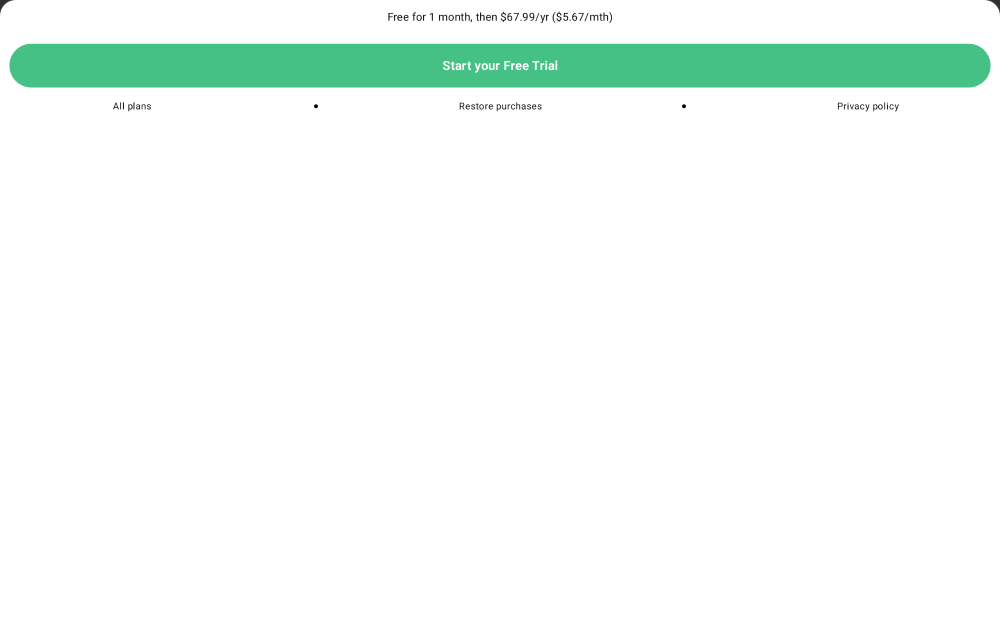 Free for 1 month, then $67.99/yr ($5.67/mth)
Start your Free Trial
All plans • Restore purchases • Privacy policy